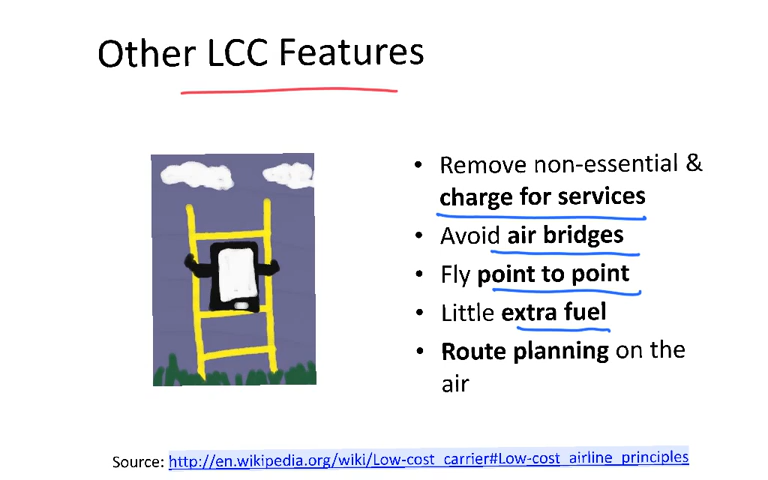 Other LCC Features
• Remove non-essential &
charge for services
• Avoid air bridges
• Fly point to point
• Little extra fuel
• Route planning on the
air
Source: http://en.wikipedia.org/wiki/Low-cost_carrier#Low-cost_airline_principles